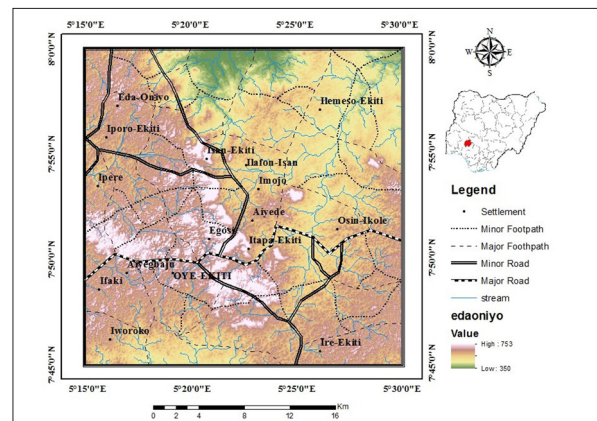 5°15'0"E 5°20'0"E 5°25'0"E 5°30'0"E
8°0'0"N
8°0'0"N
Eda-Oniyo
Ilemeso-Ekiti
Iporo-Ekiti
Isan-Ekiti
Ilafon-Isan
7°55'0"N
7°55'0"N
Ipere
Imojo
Aiyede
Osin-Ikole
Egosi
Itapa-Ekiti
7°50'0"N
7°50'0"N
Aiyegbaju
OYE-EKITI
Ifaki
Iworoko
Ire-Ekiti
7°45'0"N
7°45'0"N
5°15'0"E 5°20'0"E 5°25'0"E 5°30'0"E
0 2 4 8 12 16
Km
N
W E
S
Legend
Settlement
Minor Footpath
Major Foothpath
Minor Road
Major Road
stream
edaoniyo
Value
High : 753
Low : 350